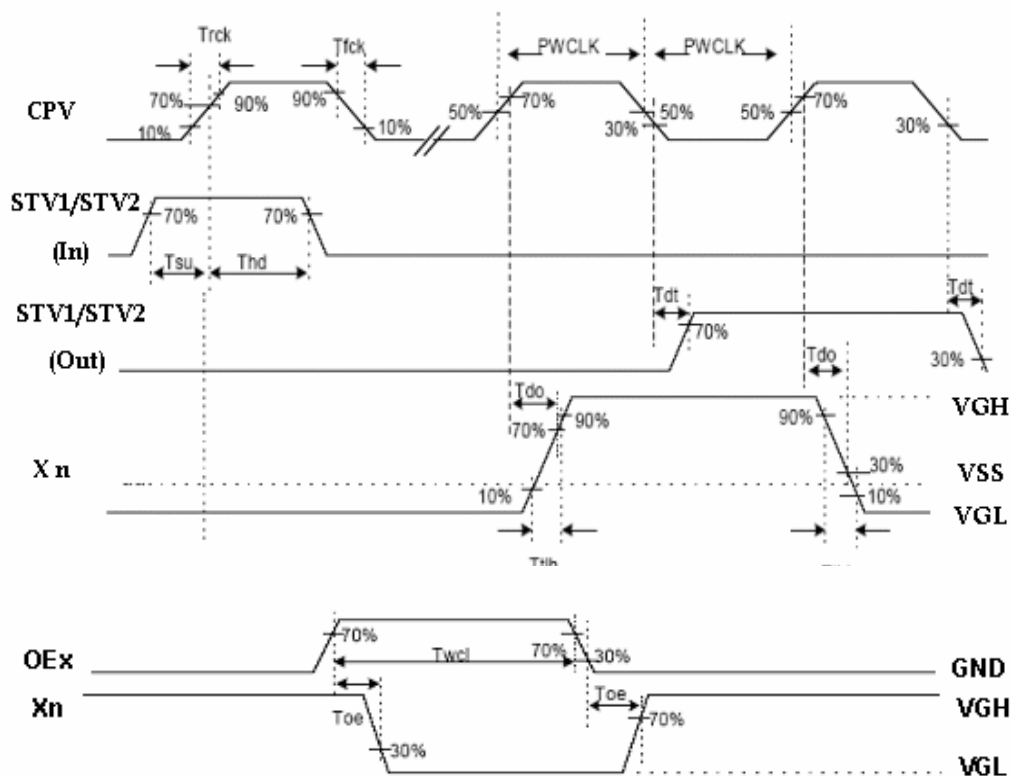 Trck
Tfck
PWCLK
PWCLK
CPV
70%
90%
90%
10%
10%
50%
70%
50%
30%
50%
70%
30%
STV1/STV2
(In)
70%
70%
Tsu
Thd
STV1/STV2
(Out)
Tdt
70%
Tdt
30%
Tdo
Tdo
X n
70%
90%
10%
90%
30%
10%
VGH
VSS
VGL
OEx
70%
Twcl
70%
30%
GND
Xn
Toe
30%
Toe
70%
VGH
VGL